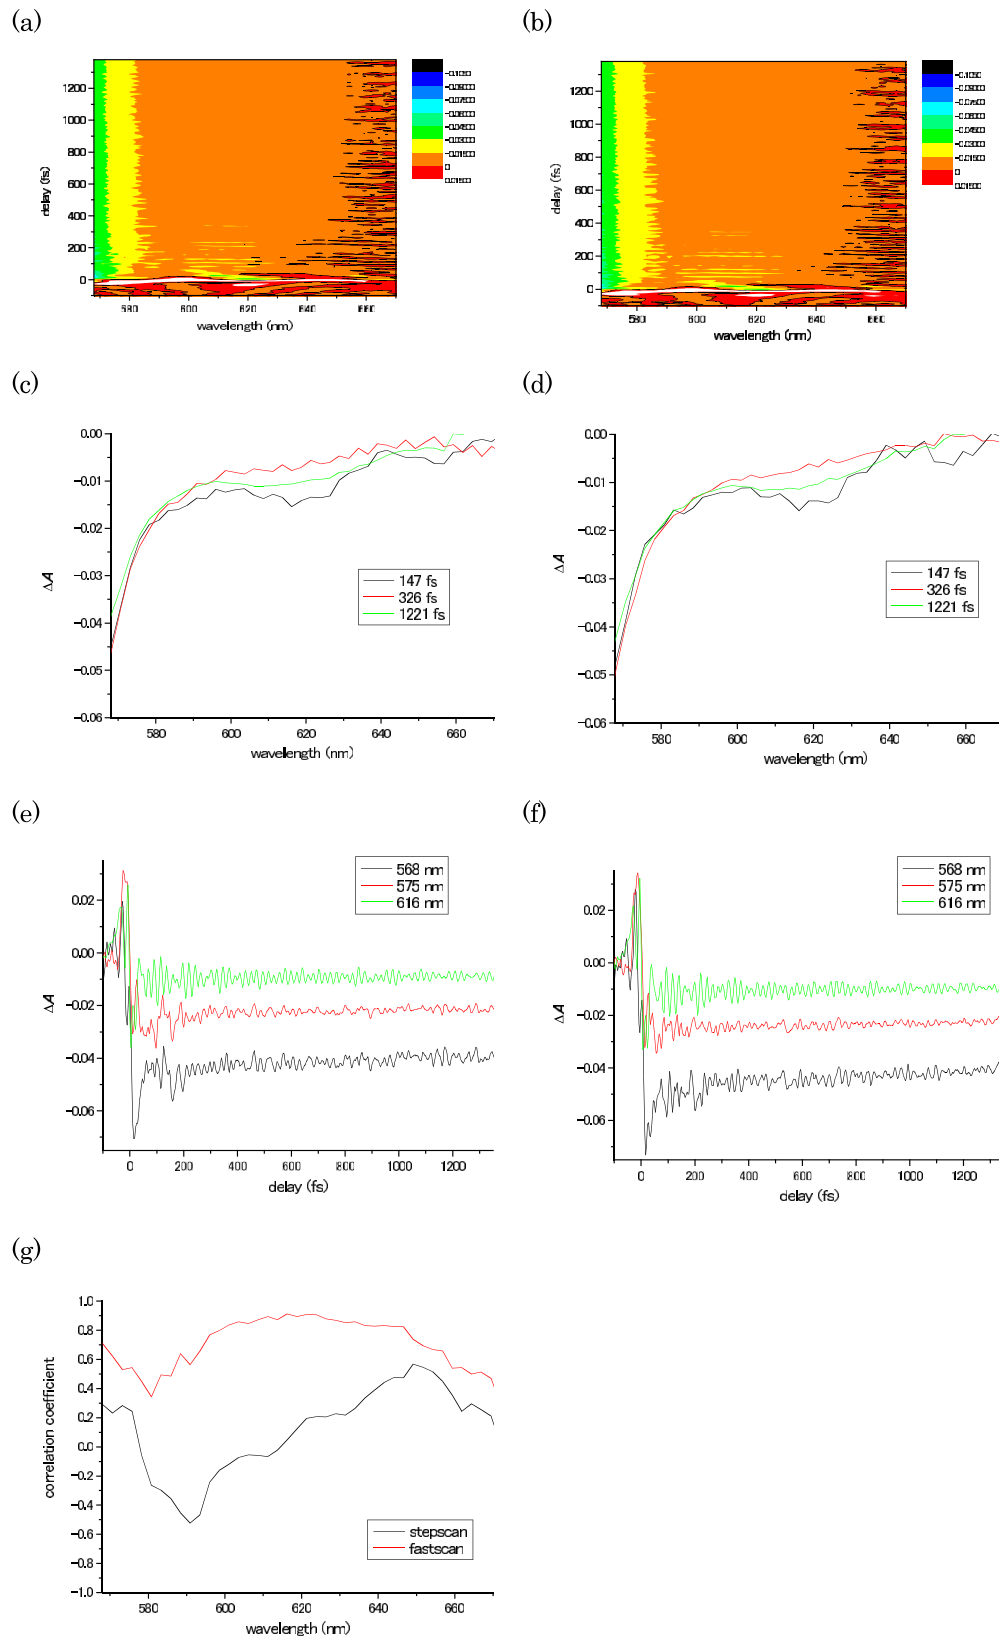 (a)
(b)
1200
1000
800
600
400
200
0
delay (fs)
580
600
620
640
660
wavelength (nm)
1200
1000
800
600
400
200
0
delay (fs)
580
600
620
640
660
wavelength (nm)
(c)
(d)
0.00
−0.01
−0.02
−0.03
−0.04
−0.05
−0.06
ΔA
147 fs
326 fs
1221 fs
580
600
620
640
660
wavelength (nm)
0.00
−0.01
−0.02
−0.03
−0.04
−0.05
−0.06
ΔA
147 fs
326 fs
1221 fs
580
600
620
640
660
wavelength (nm)
(e)
(f)
568 nm
575 nm
616 nm
0.02
0.00
−0.02
−0.04
−0.06
ΔA
0
200
400
600
800
1000
1200
delay (fs)
568 nm
575 nm
616 nm
0.02
0.00
−0.02
−0.04
−0.06
ΔA
0
200
400
600
800
1000
1200
delay (fs)
(g)
1.0
0.8
0.6
0.4
0.2
0.0
−0.2
−0.4
−0.6
−0.8
−1.0
correlation coefficient
stepscan
fastscan
580
600
620
640
660
wavelength (nm)